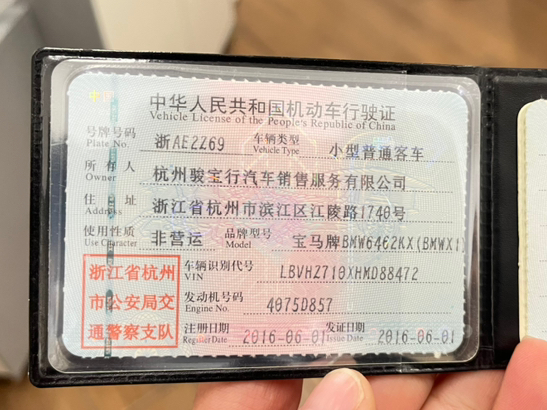 中华人民共和国机动车行驶证
Vehicle License of the People's Republic of China
号牌号码 浙AE2Z69 车辆类型 小型普通客车
Plate No. Vehicle Type
所有人 杭州骏宝行汽车销售服务有限公司
Owner
住址 浙江省杭州市滨江区江陵路1740号
Address
使用性质 非营运 品牌型号 宝马牌BMW6462KX(BMWX1
Use Character Model
浙江省杭州
市公安局交
通警察支队
车辆识别代号 LBVHZ710XHMD88472
VIN
发动机号码 4075D857
Engine No.
注册日期 2016-06-01 发证日期 2016-06-01
Register Date Issue Date